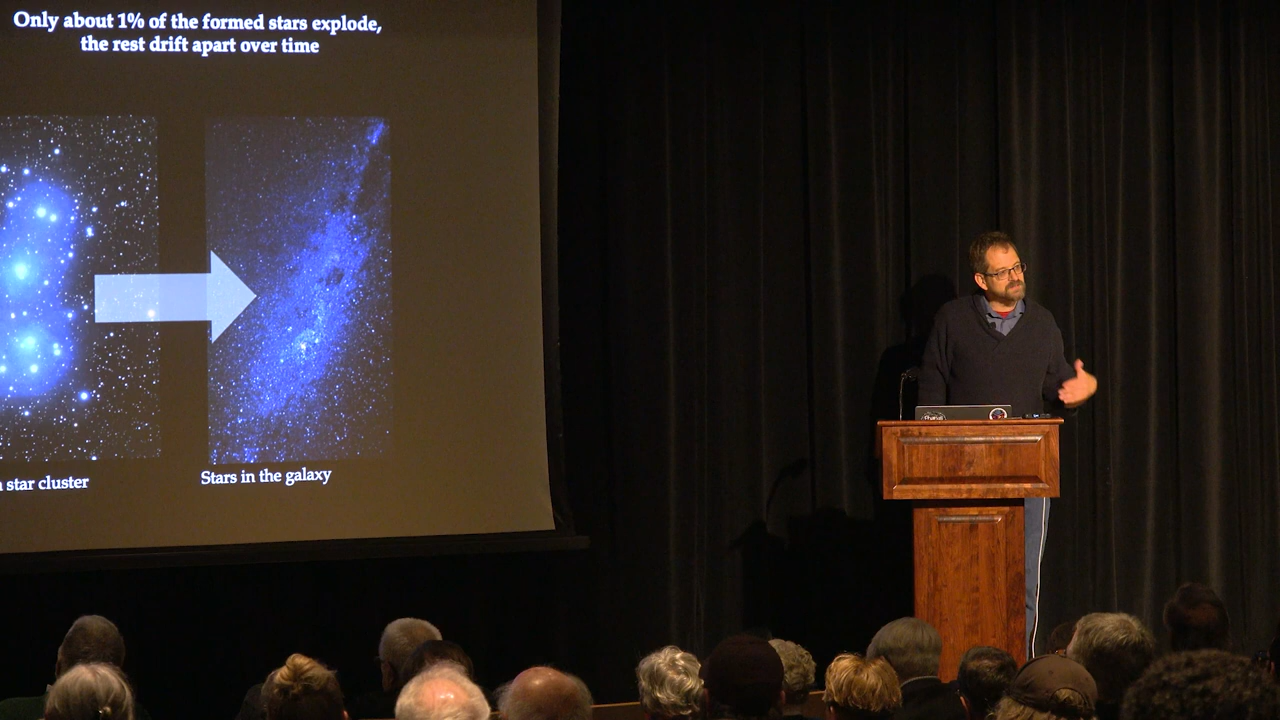 Only about 1% of the formed stars explode,
the rest drift apart over time
star cluster
Stars in the galaxy